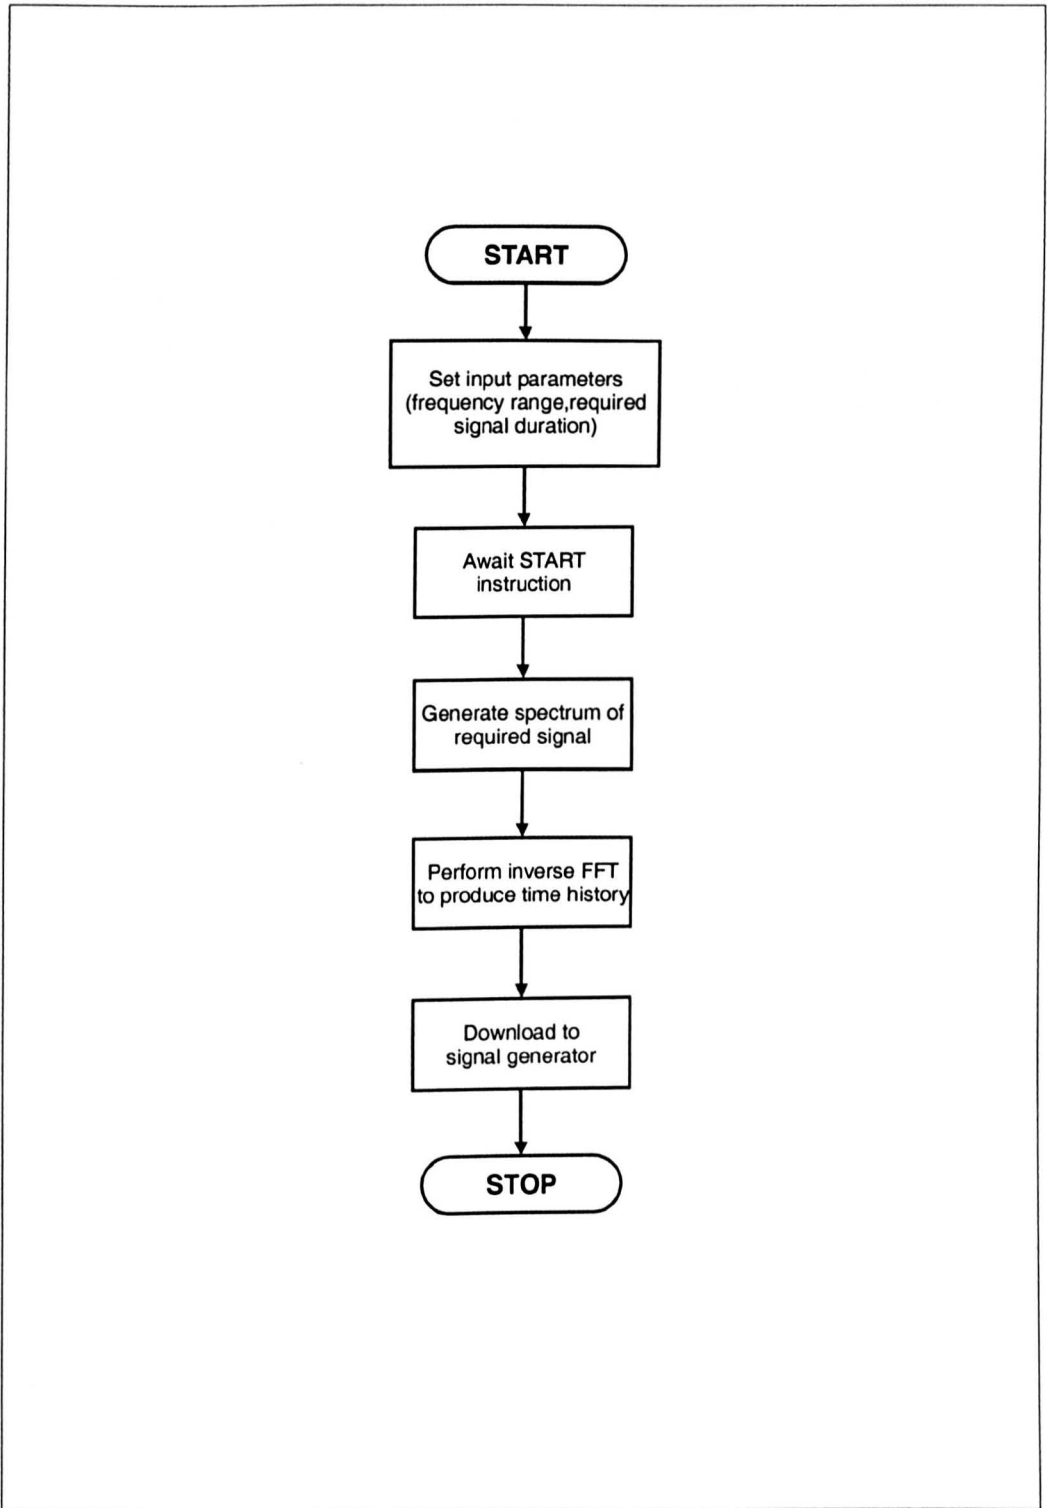 START
Set input parameters
(frequency range,required
signal duration)
Await START
instruction
Generate spectrum of
required signal
Perform inverse FFT
to produce time history
Download to
signal generator
STOP